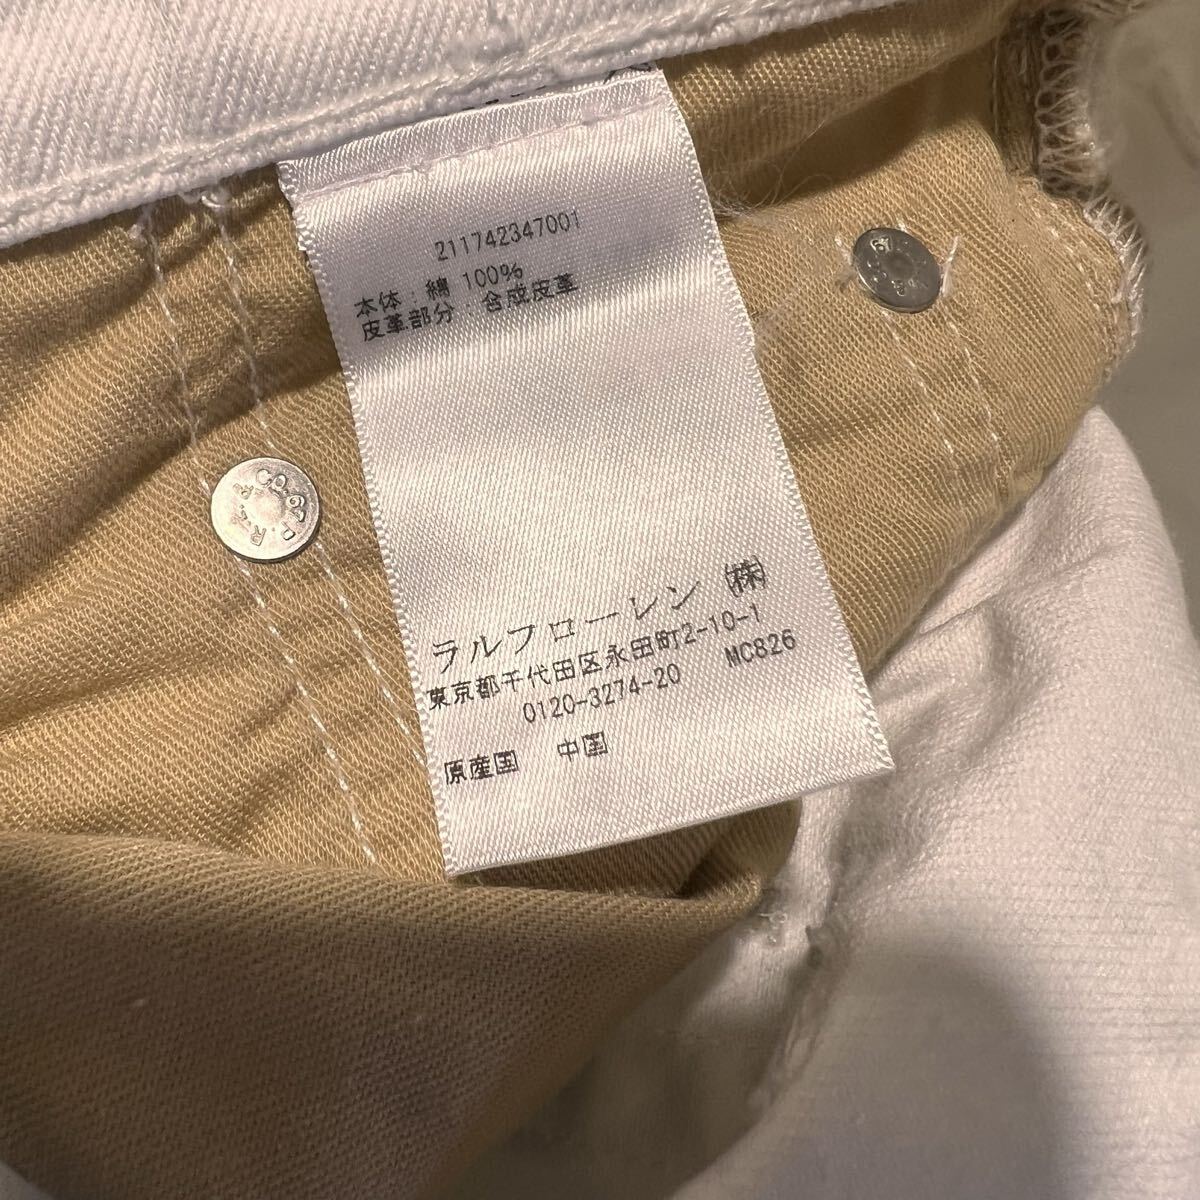 211742347001
本体：綿 100%
皮革部分：合成皮革
ラルフローレン ㈱
東京都千代田区永田町2-10-1
0120-3274-20 MC826
原産国 中国